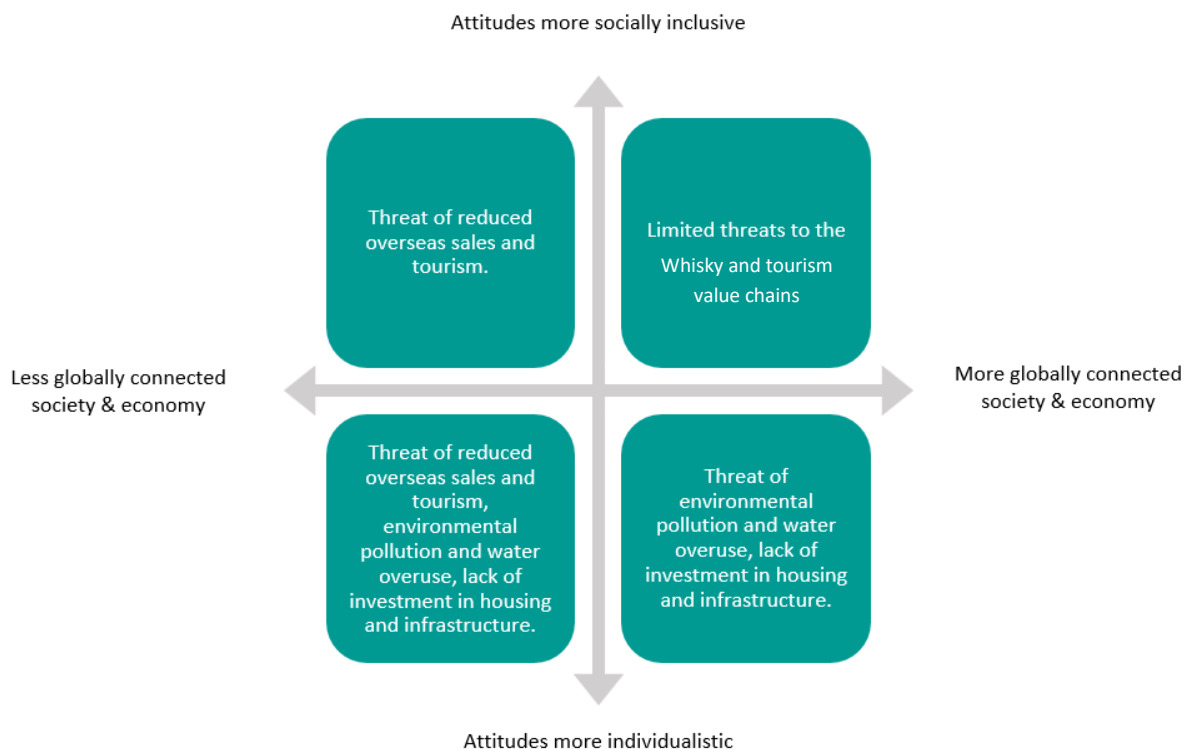 Attitudes more socially inclusive
Threat of reduced
overseas sales and
tourism.
Limited threats to the
Whisky and tourism
value chains
Less globally connected
society & economy
More globally connected
society & economy
Threat of reduced
overseas sales and
tourism,
environmental
pollution and water
overuse, lack of
investment in housing
and infrastructure.
Threat of
environmental
pollution and water
overuse, lack of
investment in housing
and infrastructure.
Attitudes more individualistic